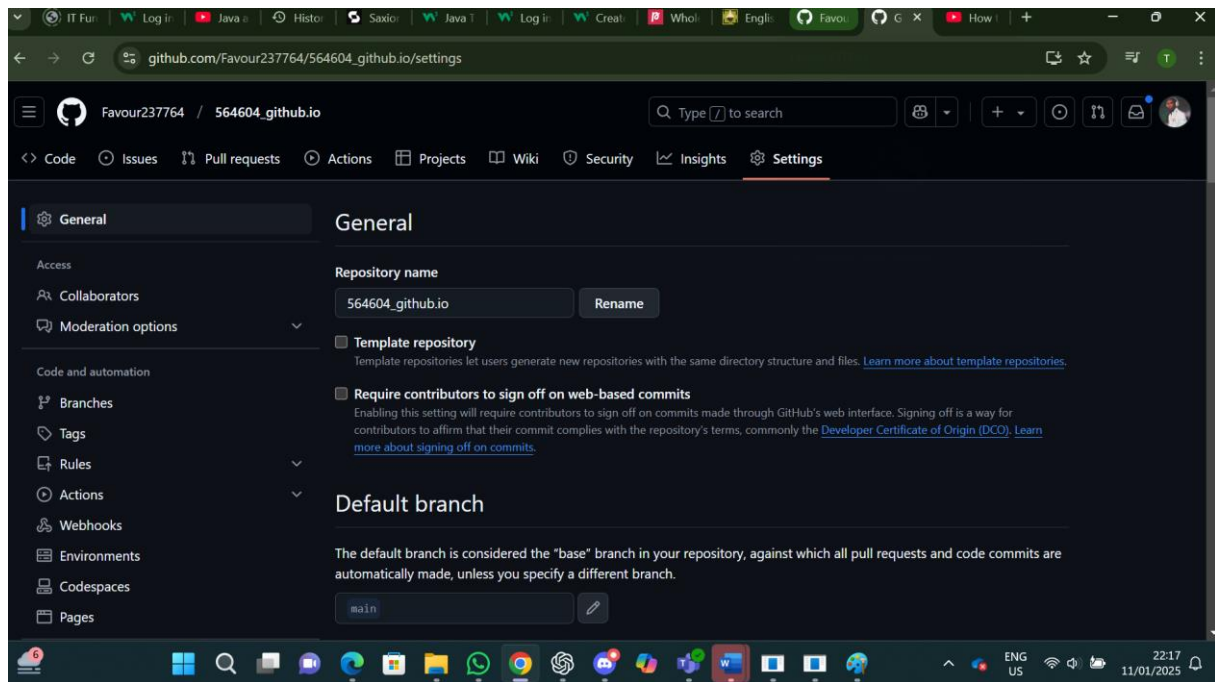 IT Fun
Log in
Java a
Histor
Saxior
Java T
Log in
Creat
Whol
Englis
Favou
G
How t
github.com/Favour237764/564604_github.io/settings
T
Favour237764 / 564604_github.io
Type / to search
<> Code
Issues
Pull requests
Actions
Projects
Wiki
Security
Insights
Settings
General
Access
Collaborators
Moderation options
Code and automation
Branches
Tags
Rules
Actions
Webhooks
Environments
Codespaces
Pages
General
Repository name
564604_github.io
Rename
Template repository
Template repositories let users generate new repositories with the same directory structure and files. Learn more about template repositories.
Require contributors to sign off on web-based commits
Enabling this setting will require contributors to sign off on commits made through GitHub's web interface. Signing off is a way for
contributors to affirm that their commit complies with the repository's terms, commonly the Developer Certificate of Origin (DCO). Learn
more about signing off on commits.
Default branch
The default branch is considered the "base" branch in your repository, against which all pull requests and code commits are
automatically made, unless you specify a different branch.
main
6
ENG
US
22:17
11/01/2025